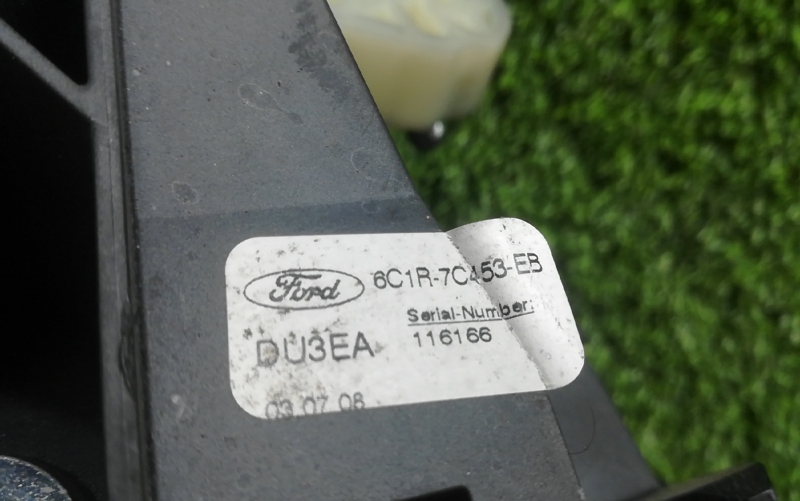 Ford 6C1R-7C453-EB
Serial-Number:
DU3EA 116166
03.07.08